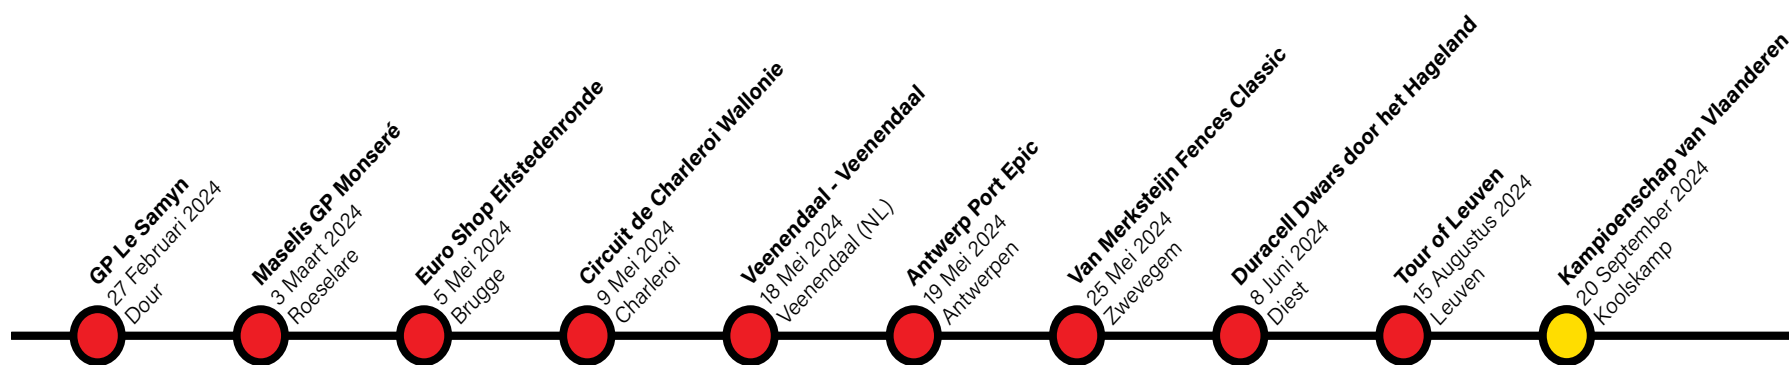 GP Le Samyn
27 Februari 2024
Dour
Maselis GP Monseré
3 Maart 2024
Roeselare
Euro Shop Elfstedenronde
5 Mei 2024
Brugge
Circuit de Charleroi Wallonie
9 Mei 2024
Charleroi
Veenendaal - Veenendaal
18 Mei 2024
Veenendaal (NL)
Antwerp Port Epic
19 Mei 2024
Antwerpen
Van Merksteijn Fences Classic
25 Mei 2024
Zwevegem
Duracell Dwars door het Hageland
8 Juni 2024
Diest
Tour of Leuven
15 Augustus 2024
Leuven
Kampioenschap van Vlaanderen
20 September 2024
Koolskamp